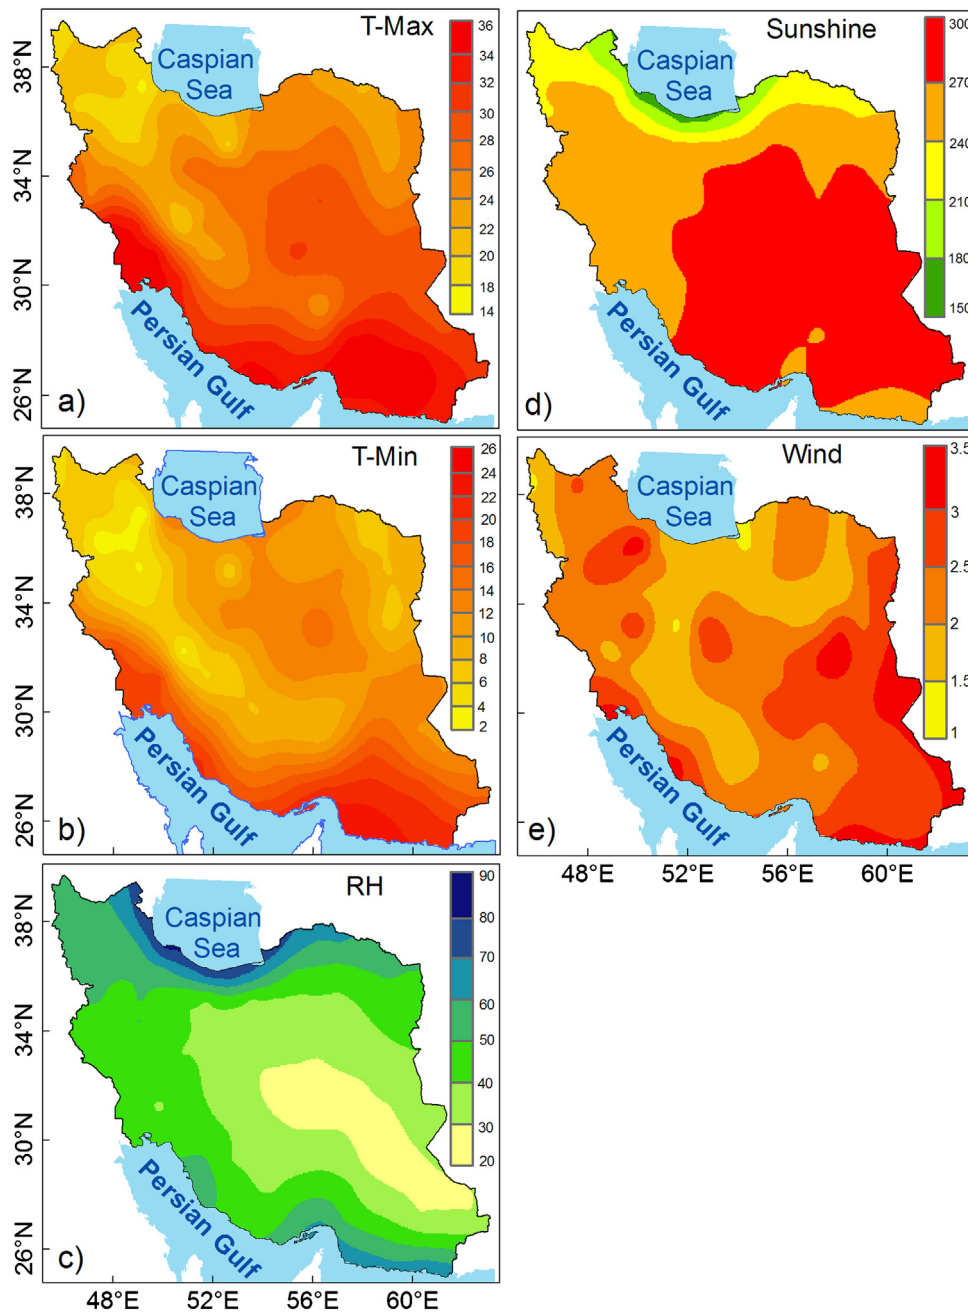 T-Max
Caspian
Sea
Persian Gulf
a)
38°N
34°N
30°N
26°N
36
34
32
30
28
26
24
22
20
18
14
Sunshine
Caspian
Sea
Persian Gulf
d)
300
270
240
210
180
150
T-Min
Caspian
Sea
Persian Gulf
b)
38°N
34°N
30°N
26°N
26
24
22
20
18
16
14
12
10
8
6
4
2
Wind
Caspian
Sea
Persian Gulf
e)
3.5
3
2.5
2
1.5
1
48°E
52°E
56°E
60°E
RH
Caspian
Sea
Persian Gulf
c)
38°N
34°N
30°N
26°N
90
80
70
60
50
40
30
20
48°E
52°E
56°E
60°E